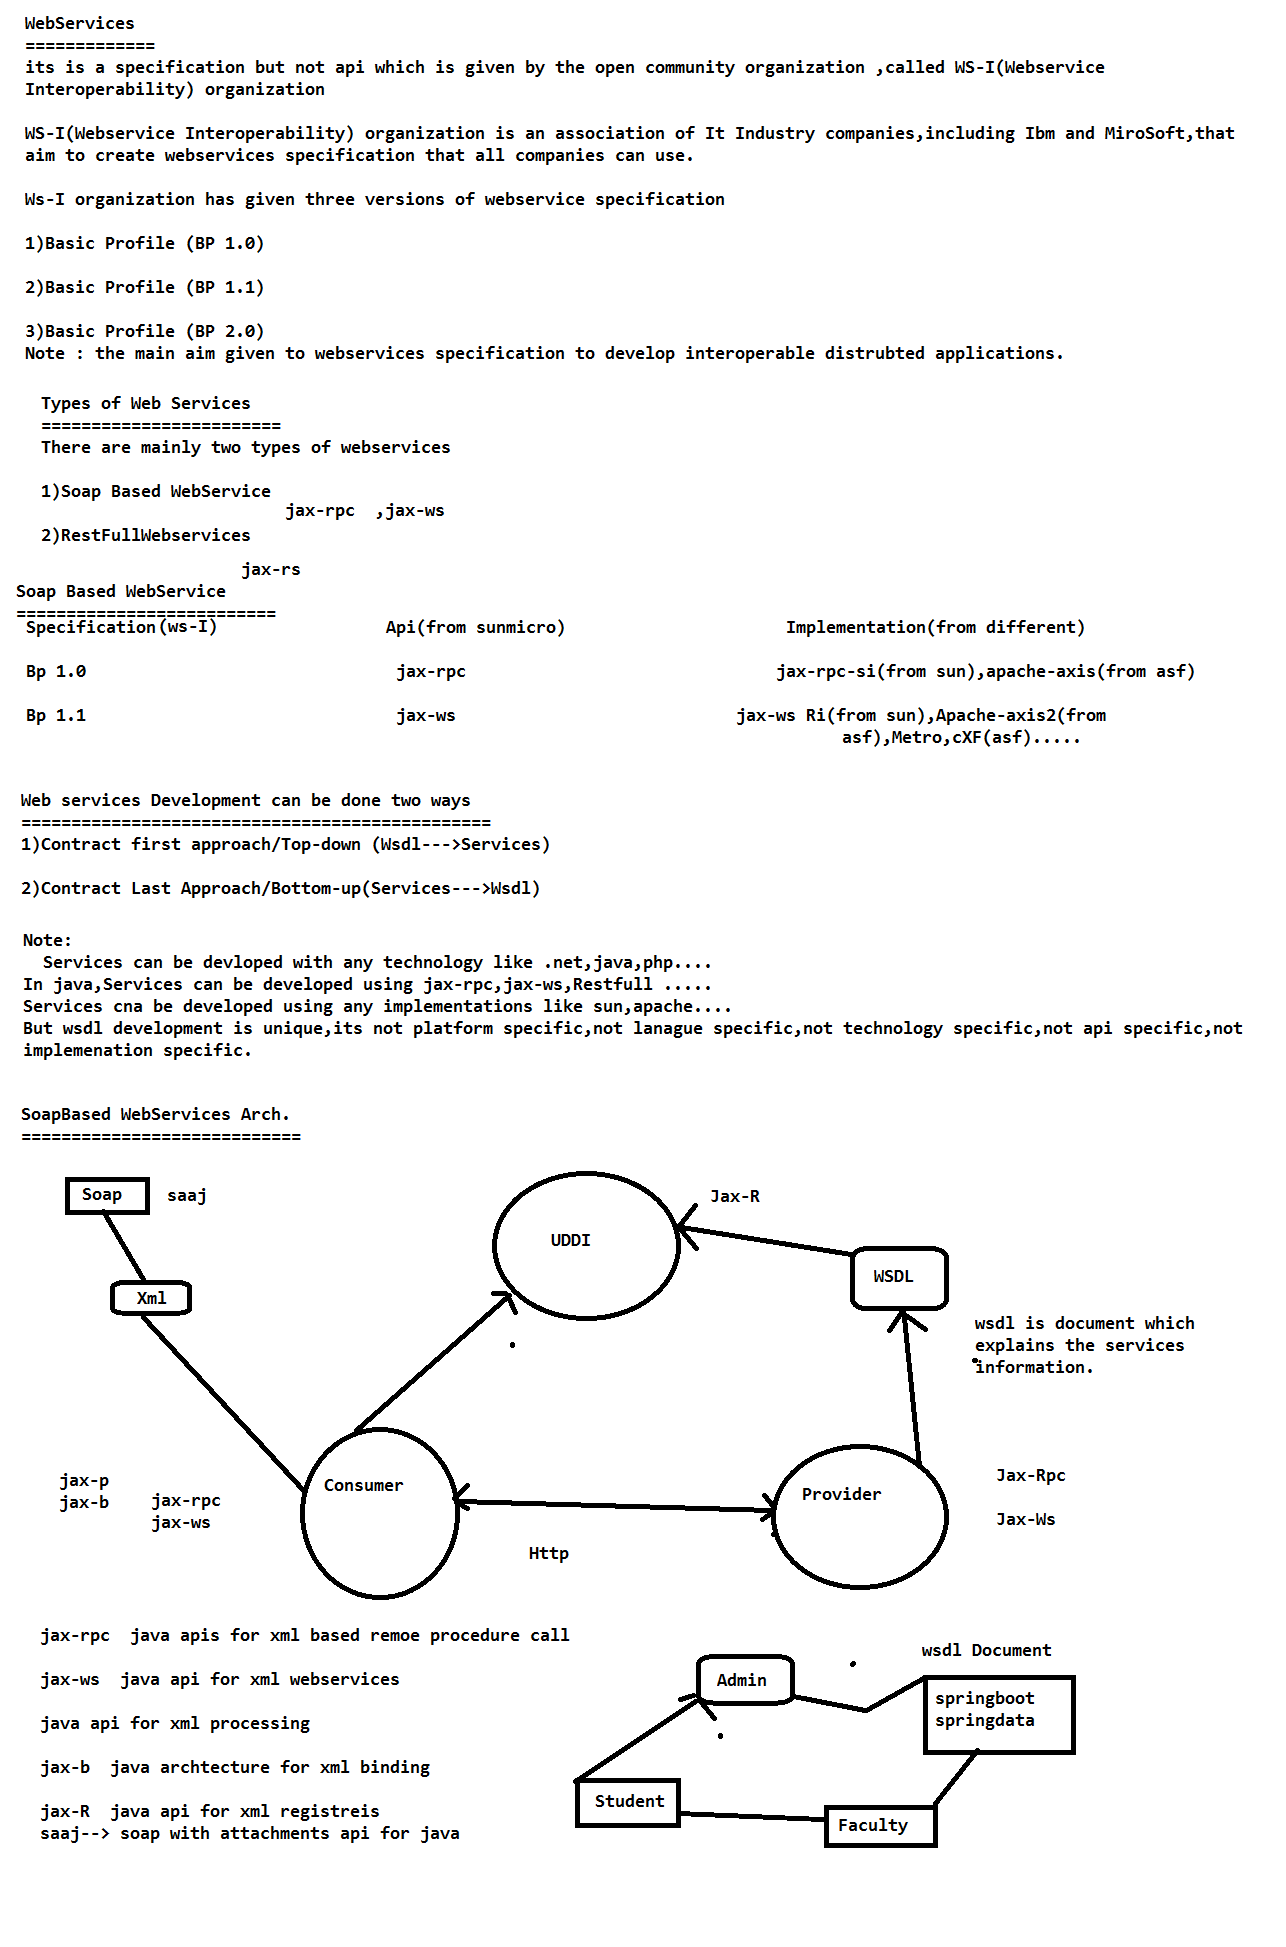 WebServices
=============
its is a specification but not api which is given by the open community organization ,called WS-I(Webservice
Interoperability) organization
WS-I(Webservice Interoperability) organization is an association of It Industry companies,including Ibm and MiroSoft,that
aim to create webservices specification that all companies can use.
Ws-I organization has given three versions of webservice specification
1)Basic Profile (BP 1.0)
2)Basic Profile (BP 1.1)
3)Basic Profile (BP 2.0)
Note : the main aim given to webservices specification to develop interoperable distrubted applications.
Types of Web Services
========================
There are mainly two types of webservices
1)Soap Based WebService
jax-rpc  ,jax-ws
2)RestFullWebservices
jax-rs
Soap Based WebService
==========================
Specification(ws-I) Api(from sunmicro) Implementation(from different)
Bp 1.0 jax-rpc jax-rpc-si(from sun),apache-axis(from asf)
Bp 1.1 jax-ws jax-ws Ri(from sun),Apache-axis2(from
asf),Metro,cXF(asf).....
Web services Development can be done two ways
===============================================
1)Contract first approach/Top-down (Wsdl--->Services)
2)Contract Last Approach/Bottom-up(Services--->Wsdl)
Note:
Services can be devloped with any technology like .net,java,php....
In java,Services can be developed using jax-rpc,jax-ws,Restfull .....
Services cna be developed using any implementations like sun,apache....
But wsdl development is unique,its not platform specific,not lanague specific,not technology specific,not api specific,not
implemenation specific.
SoapBased WebServices Arch.
============================
Soap saaj
Jax-R
UDDI
WSDL
Xml
wsdl is document which
explains the services
information.
Consumer
Provider
jax-p
jax-b
jax-rpc
jax-ws
Jax-Rpc
Jax-Ws
Http
jax-rpc  java apis for xml based remoe procedure call
jax-ws  java api for xml webservices
java api for xml processing
jax-b  java archtecture for xml binding
jax-R  java api for xml registreis
saaj--> soap with attachments api for java
wsdl Document
Admin
springboot
springdata
Student
Faculty